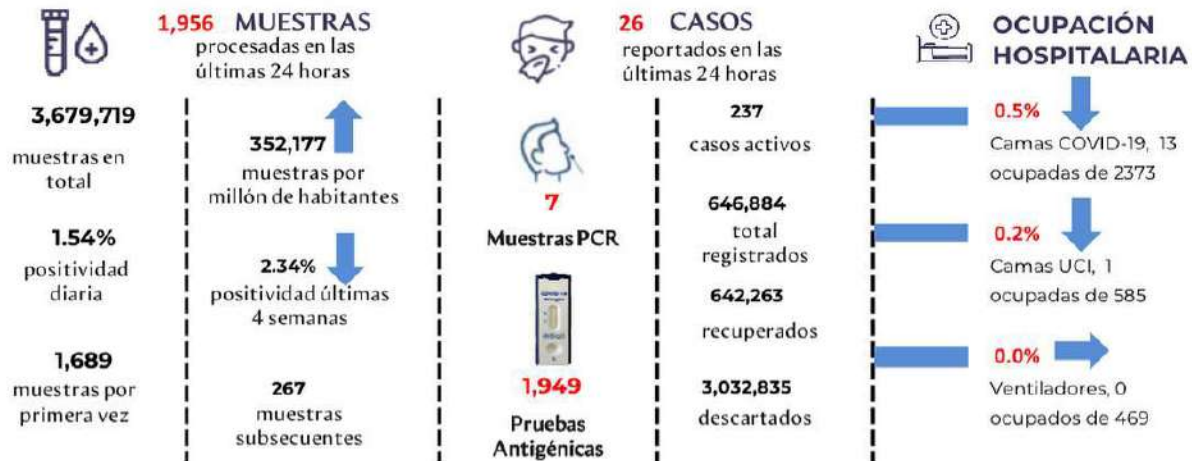 1,956 MUESTRAS
procesadas en las
últimas 24 horas
3,679,719
muestras en
total
1.54%
positividad
diaria
1,689
muestras por
primera vez
352,177
muestras por
millón de habitantes
2.34%
positividad últimas
4 semanas
267
muestras
subsecuentes
26 CASOS
reportados en las
últimas 24 horas
7
Muestras PCR
1,949
Pruebas
Antigénicas
237
casos activos
646,884
total
registrados
642,263
recuperados
3,032,835
descartados
OCUPACIÓN
HOSPITALARIA
0.5%
Camas COVID-19, 13
ocupadas de 2373
0.2%
Camas UCI, 1
ocupadas de 585
0.0%
Ventiladores, 0
ocupados de 469